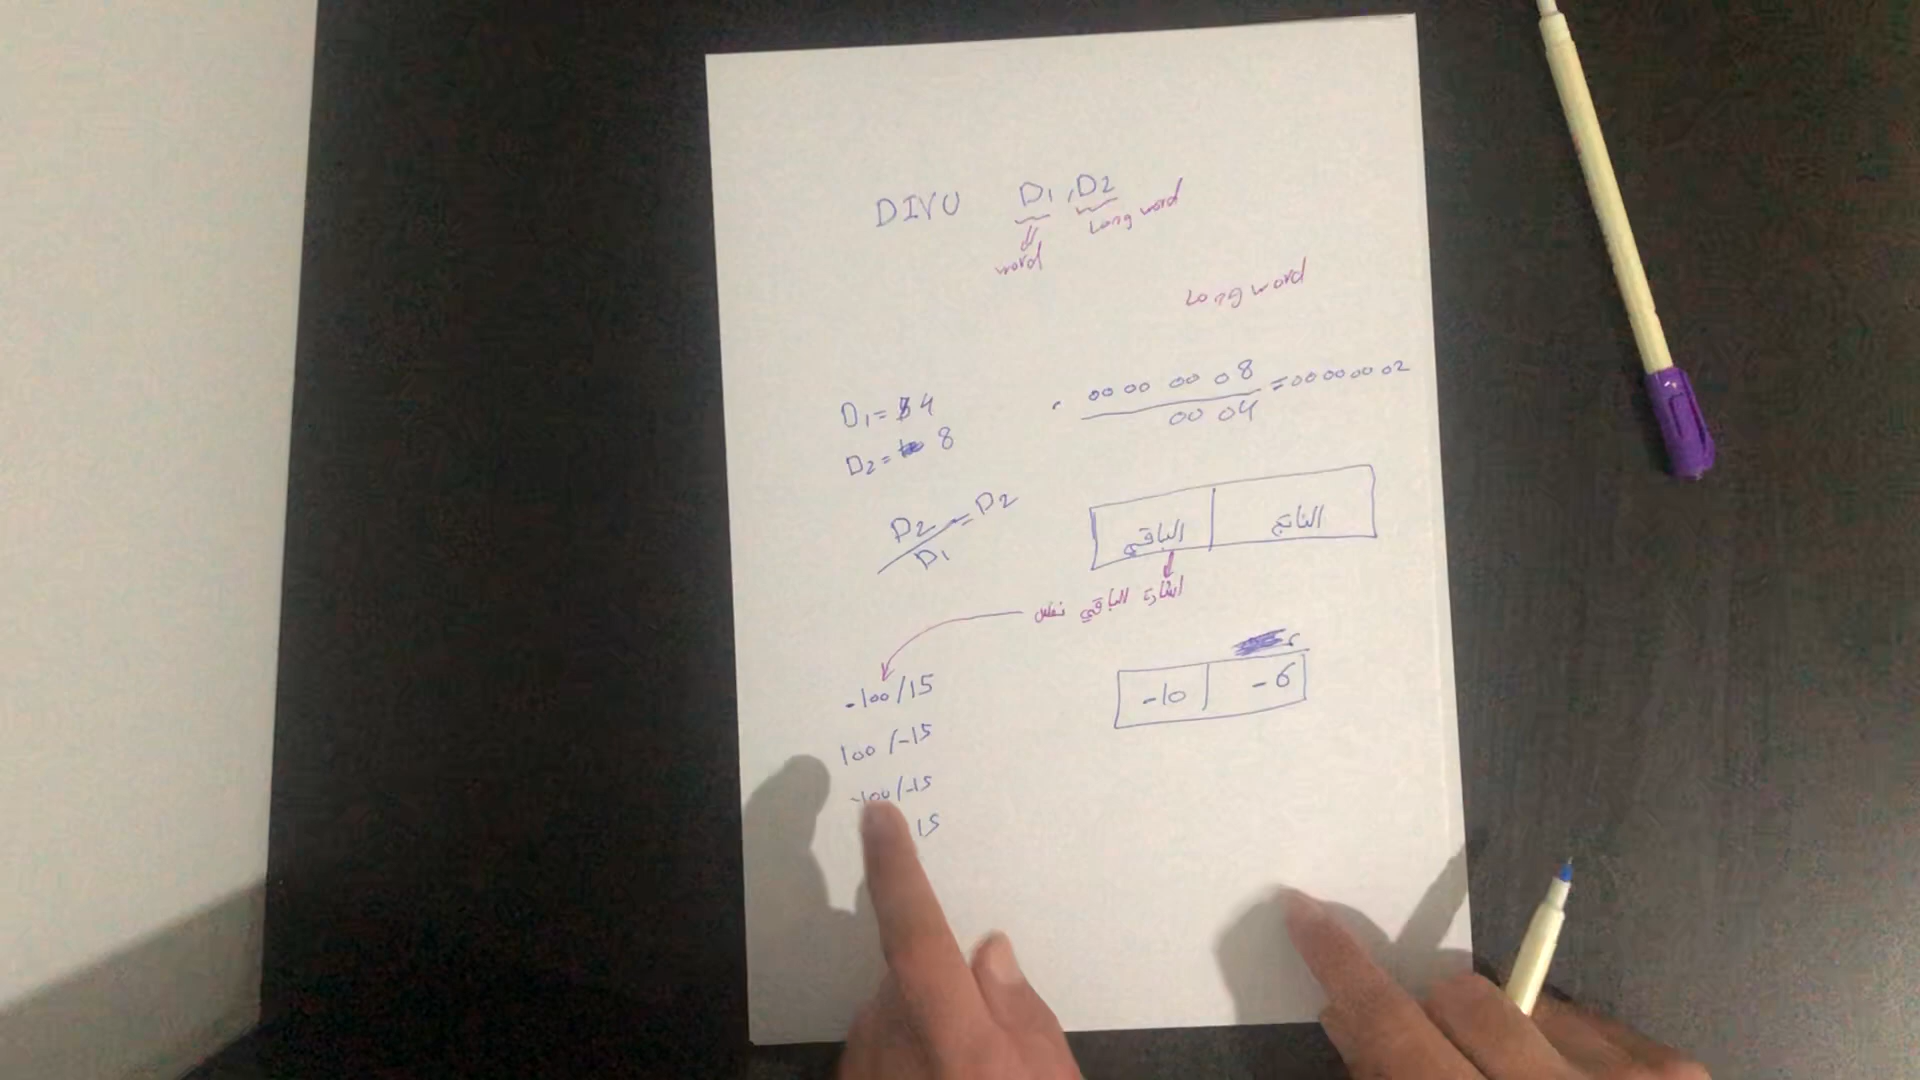 DIVU D1 , D2
word
Long word
Long word
D1 = 4
D2 = 8
00 00 00 08 / 00 04 = 00 00 00 02
D2 / D1 = D2
الباقي | الناتج
اشارة الباقي نفس
-100/15
-10 | -6
100/-15
-100/-15
15